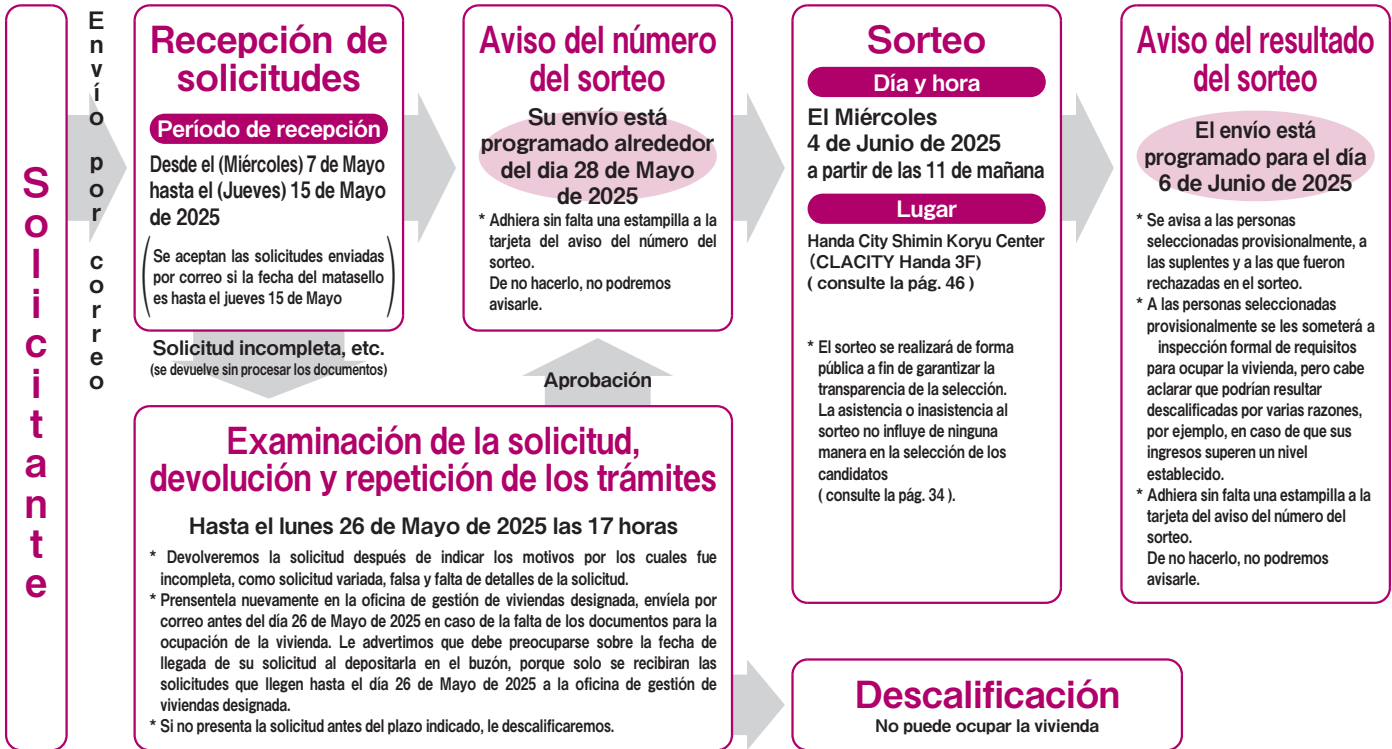 Solicitante
Envío por correo
Recepción de
solicitudes
Período de recepción
Desde el (Miércoles) 7 de Mayo
hasta el (Jueves) 15 de Mayo
de 2025
Se aceptan las solicitudes enviadas
por correo si la fecha del matasello
es hasta el jueves 15 de Mayo
Solicitud incompleta, etc.
(se devuelve sin procesar los documentos)
Aviso del número
del sorteo
Su envío está
programado alrededor
del dia 28 de Mayo
de 2025
* Adhiera sin falta una estampilla a la
tarjeta del aviso del número del
sorteo.
De no hacerlo, no podremos
avisarle.
Aprobación
Examinación de la solicitud,
devolución y repetición de los trámites
Hasta el lunes 26 de Mayo de 2025 las 17 horas
* Devolveremos la solicitud después de indicar los motivos por los cuales fue
incompleta, como solicitud variada, falsa y falta de detalles de la solicitud.
* Prensentela nuevamente en la oficina de gestión de viviendas designada, envíela por
correo antes del día 26 de Mayo de 2025 en caso de la falta de los documentos para la
ocupación de la vivienda. Le advertimos que debe preocuparse sobre la fecha de
llegada de su solicitud al depositarla en el buzón, porque solo se recibiran las
solicitudes que llegen hasta el día 26 de Mayo de 2025 a la oficina de gestión de
viviendas designada.
* Si no presenta la solicitud antes del plazo indicado, le descalificaremos.
Sorteo
Día y hora
El Miércoles
4 de Junio de 2025
a partir de las 11 de mañana
Lugar
Handa City Shimin Koryu Center
(CLACITY Handa 3F)
( consulte la pág. 46 )
* El sorteo se realizará de forma
pública a fin de garantizar la
transparencia de la selección.
La asistencia o inasistencia al
sorteo no influye de ninguna
manera en la selección de los
candidatos
( consulte la pág. 34 ).
Aviso del resultado
del sorteo
El envío está
programado para el día
6 de Junio de 2025
* Se avisa a las personas
seleccionadas provisionalmente, a
las suplentes y a las que fueron
rechazadas en el sorteo.
* A las personas seleccionadas
provisionalmente se les someterá a
inspección formal de requisitos
para ocupar la vivienda, pero cabe
aclarar que podrían resultar
descalificadas por varias razones,
por ejemplo, en caso de que sus
ingresos superen un nivel
establecido.
* Adhiera sin falta una estampilla a la
tarjeta del aviso del número del
sorteo.
De no hacerlo, no podremos
avisarle.
Descalificación
No puede ocupar la vivienda